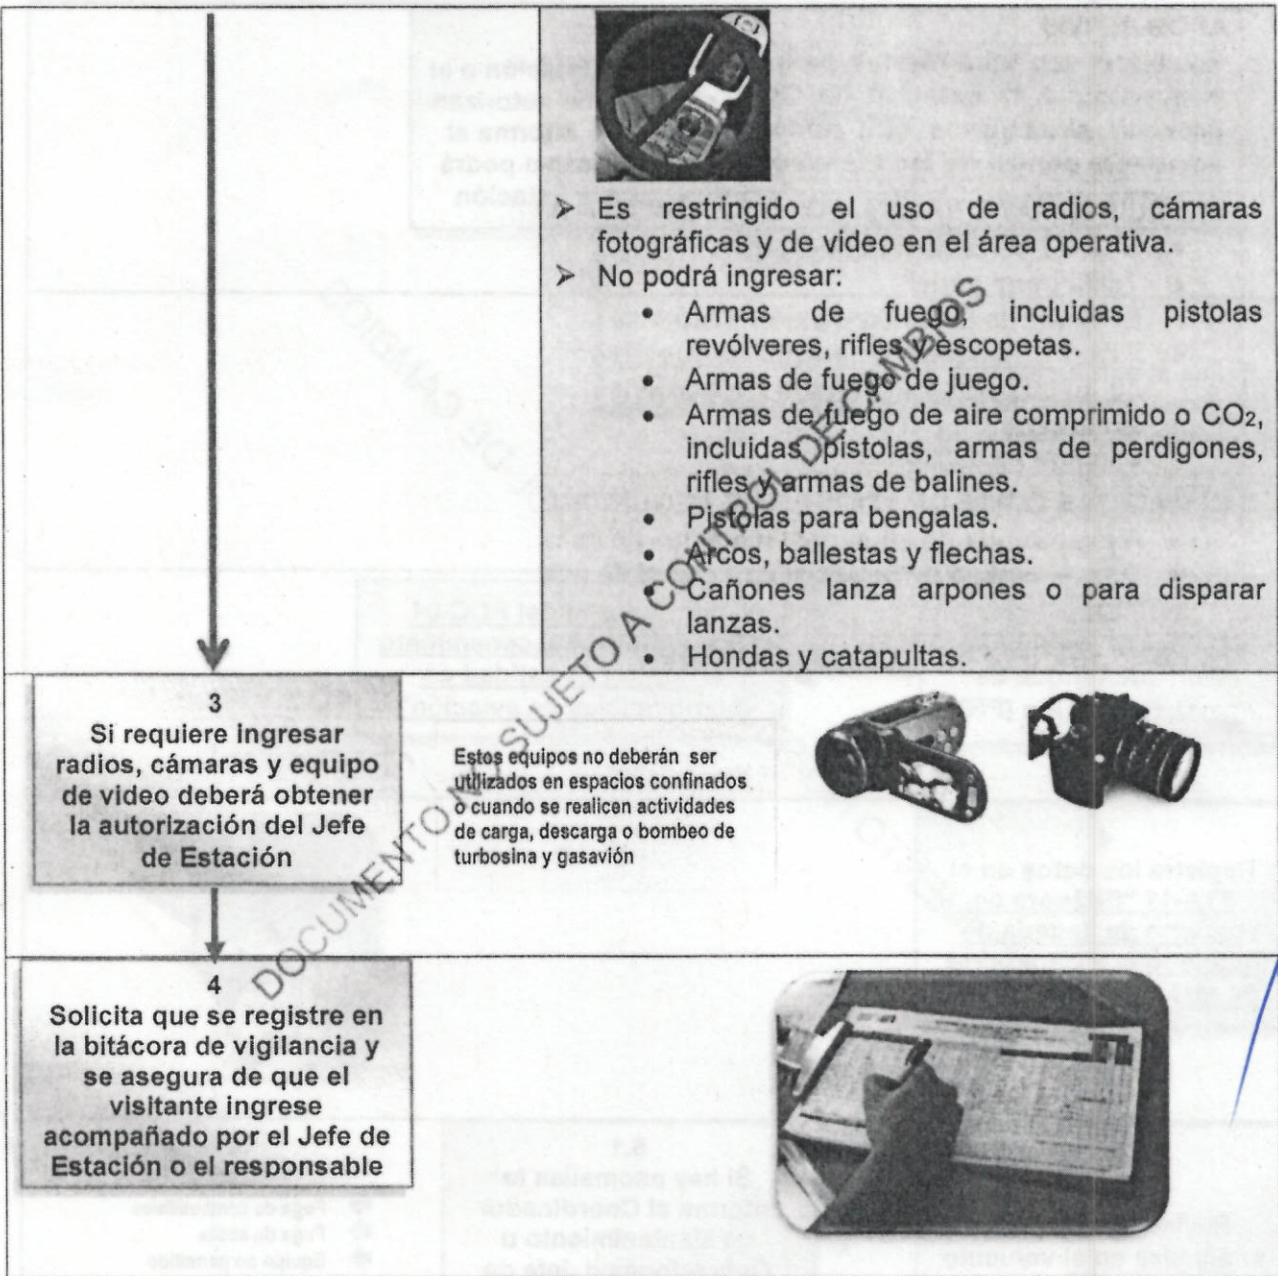 ➢ Es restringido el uso de radios, cámaras
fotográficas y de video en el área operativa.
➢ No podrá ingresar:
• Armas de fuego, incluidas pistolas
revólveres, rifles y escopetas.
• Armas de fuego de juego.
• Armas de fuego de aire comprimido o CO₂,
incluidas pistolas, armas de perdigones,
rifles y armas de balines.
• Pistolas para bengalas.
• Arcos, ballestas y flechas.
• Cañones lanza arpones o para disparar
lanzas.
• Hondas y catapultas.
3
Si requiere ingresar
radios, cámaras y equipo
de video deberá obtener
la autorización del Jefe
de Estación
Estos equipos no deberán ser
utilizados en espacios confinados
o cuando se realicen actividades
de carga, descarga o bombeo de
turbosina y gasavión
4
Solicita que se registre en
la bitácora de vigilancia y
se asegura de que el
visitante ingrese
acompañado por el Jefe de
Estación o el responsable
DOCUMENTO NO SUJETO A CONTROL DE CAMBIOS